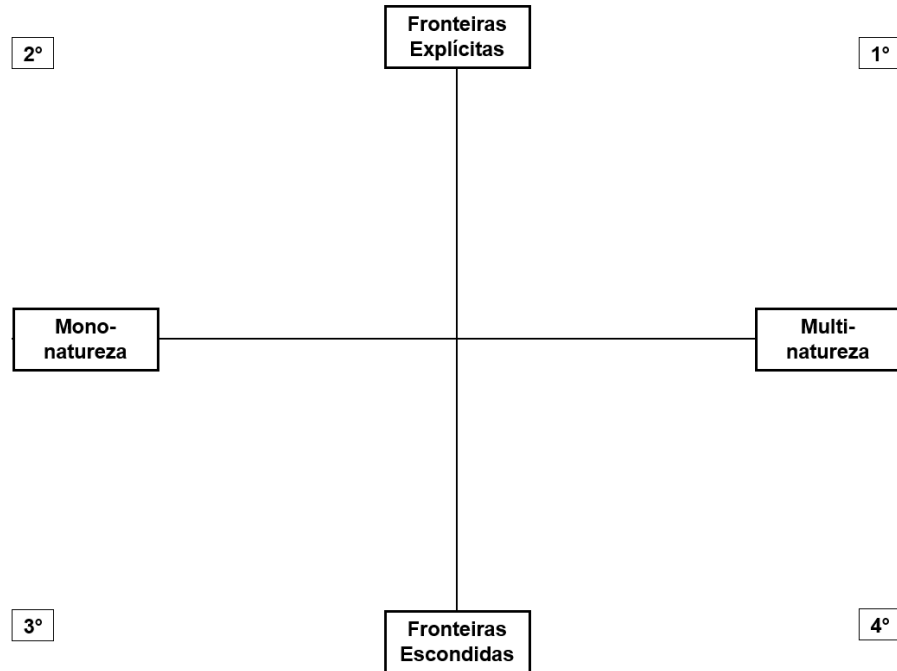 Fronteiras
Explícitas
2°
1°
Mono-
natureza
Multi-
natureza
3°
4°
Fronteiras
Escondidas